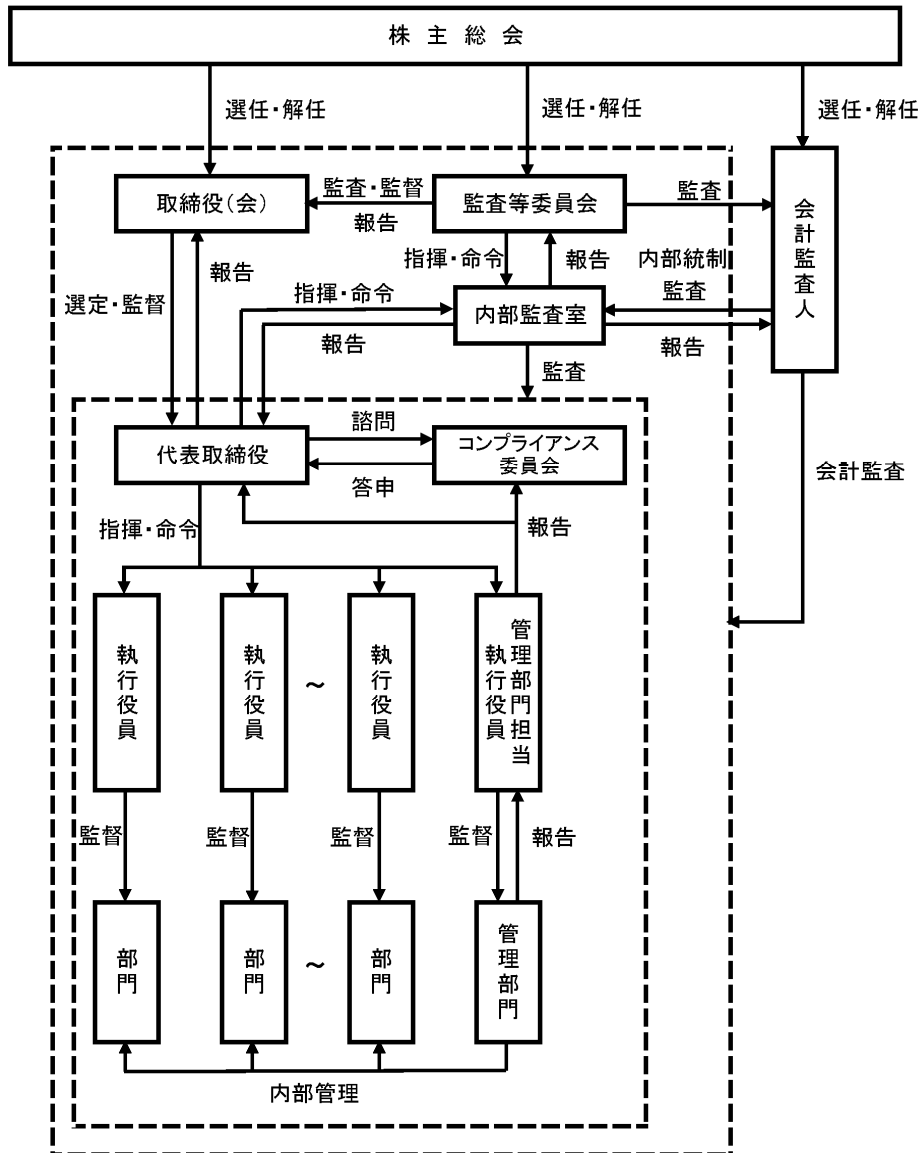 株主総会
選任・解任
選任・解任
選任・解任
取締役(会)
監査・監督
報告
監査等委員会
監査
会計監査人
選定・監督
報告
指揮・命令
報告
内部統制
監査
指揮・命令
報告
内部監査室
報告
監査
代表取締役
諮問
答申
コンプライアンス
委員会
会計監査
指揮・命令
報告
執行役員
執行役員
~
執行役員
管理部門担当
執行役員
監督
監督
監督
監督
報告
部門
部門
~
部門
管理部門
内部管理